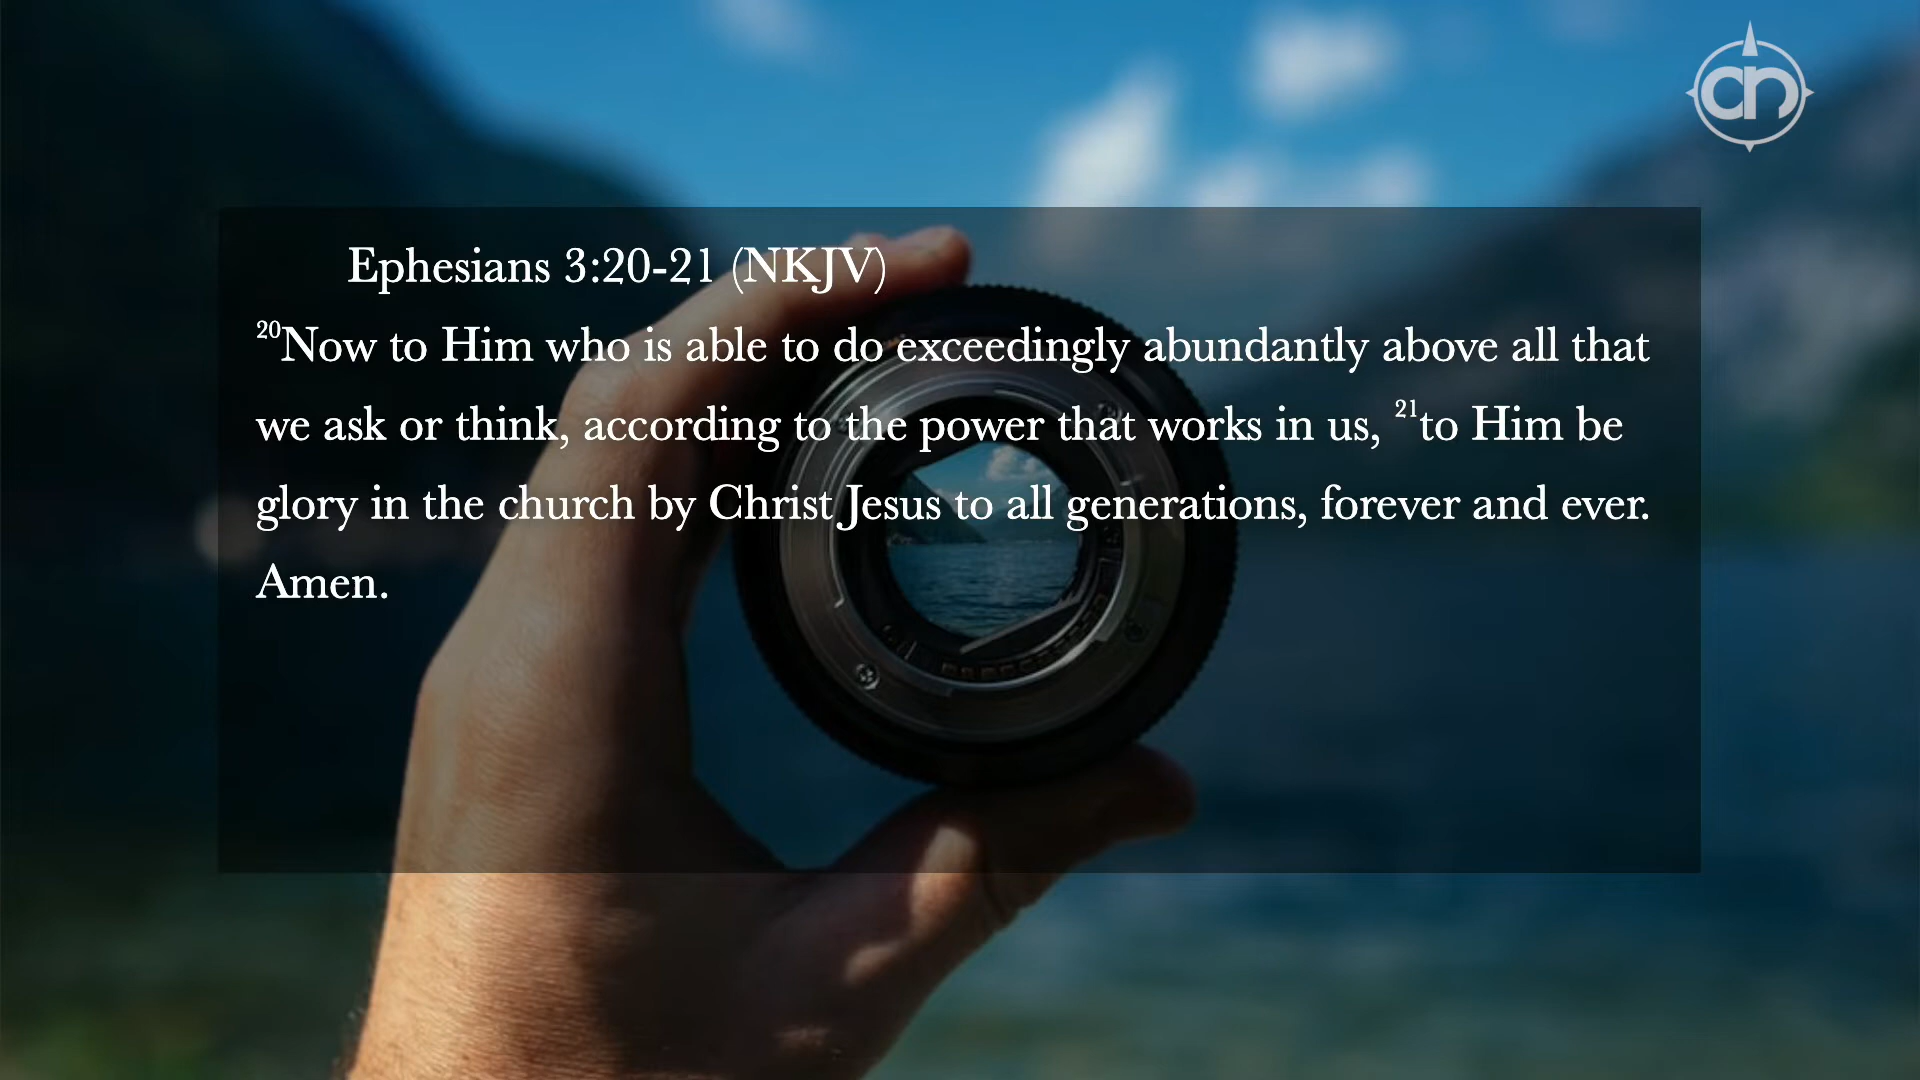 cn
Ephesians 3:20-21 (NKJV)
20Now to Him who is able to do exceedingly abundantly above all that
we ask or think, according to the power that works in us, 21to Him be
glory in the church by Christ Jesus to all generations, forever and ever.
Amen.